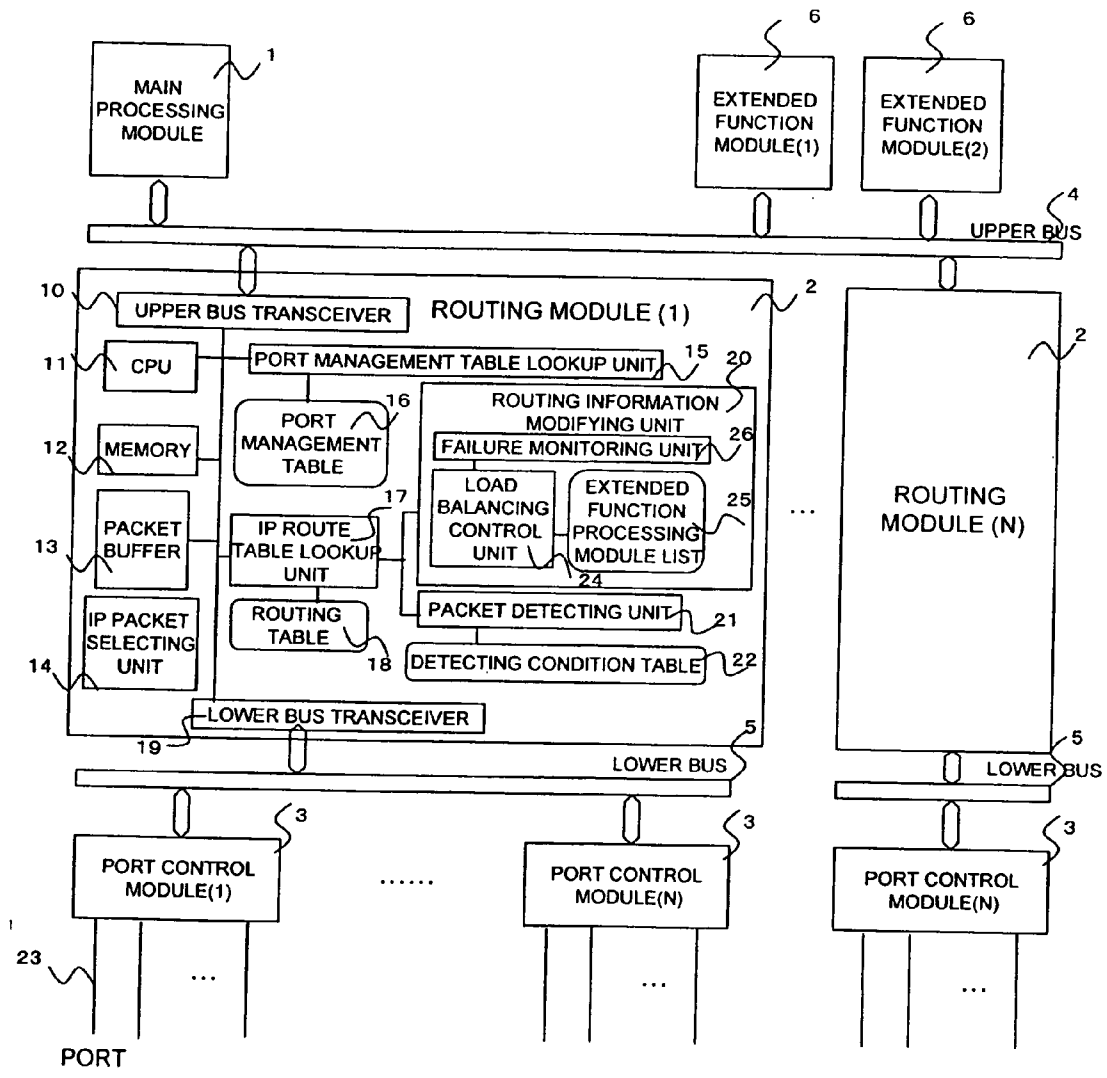 1
MAIN
PROCESSING
MODULE
6
EXTENDED
FUNCTION
MODULE(1)
6
EXTENDED
FUNCTION
MODULE(2)
4
UPPER BUS
10
UPPER BUS TRANSCEIVER
ROUTING MODULE (1)
2
11
CPU
PORT MANAGEMENT TABLE LOOKUP UNIT
15
20
PORT
MANAGEMENT
TABLE
16
ROUTING INFORMATION
MODIFYING UNIT
FAILURE MONITORING UNIT
26
12
MEMORY
LOAD
BALANCING
CONTROL
UNIT
24
EXTENDED
FUNCTION
PROCESSING
MODULE LIST
25
13
PACKET
BUFFER
17
IP ROUTE
TABLE LOOKUP
UNIT
PACKET DETECTING UNIT
21
14
IP PACKET
SELECTING
UNIT
ROUTING
TABLE
18
DETECTING CONDITION TABLE
22
19
LOWER BUS TRANSCEIVER
...
2
ROUTING
MODULE (N)
5
LOWER BUS
5
LOWER BUS
3
PORT CONTROL
MODULE(1)
......
3
PORT CONTROL
MODULE(N)
3
PORT CONTROL
MODULE(N)
23
...
...
...
PORT